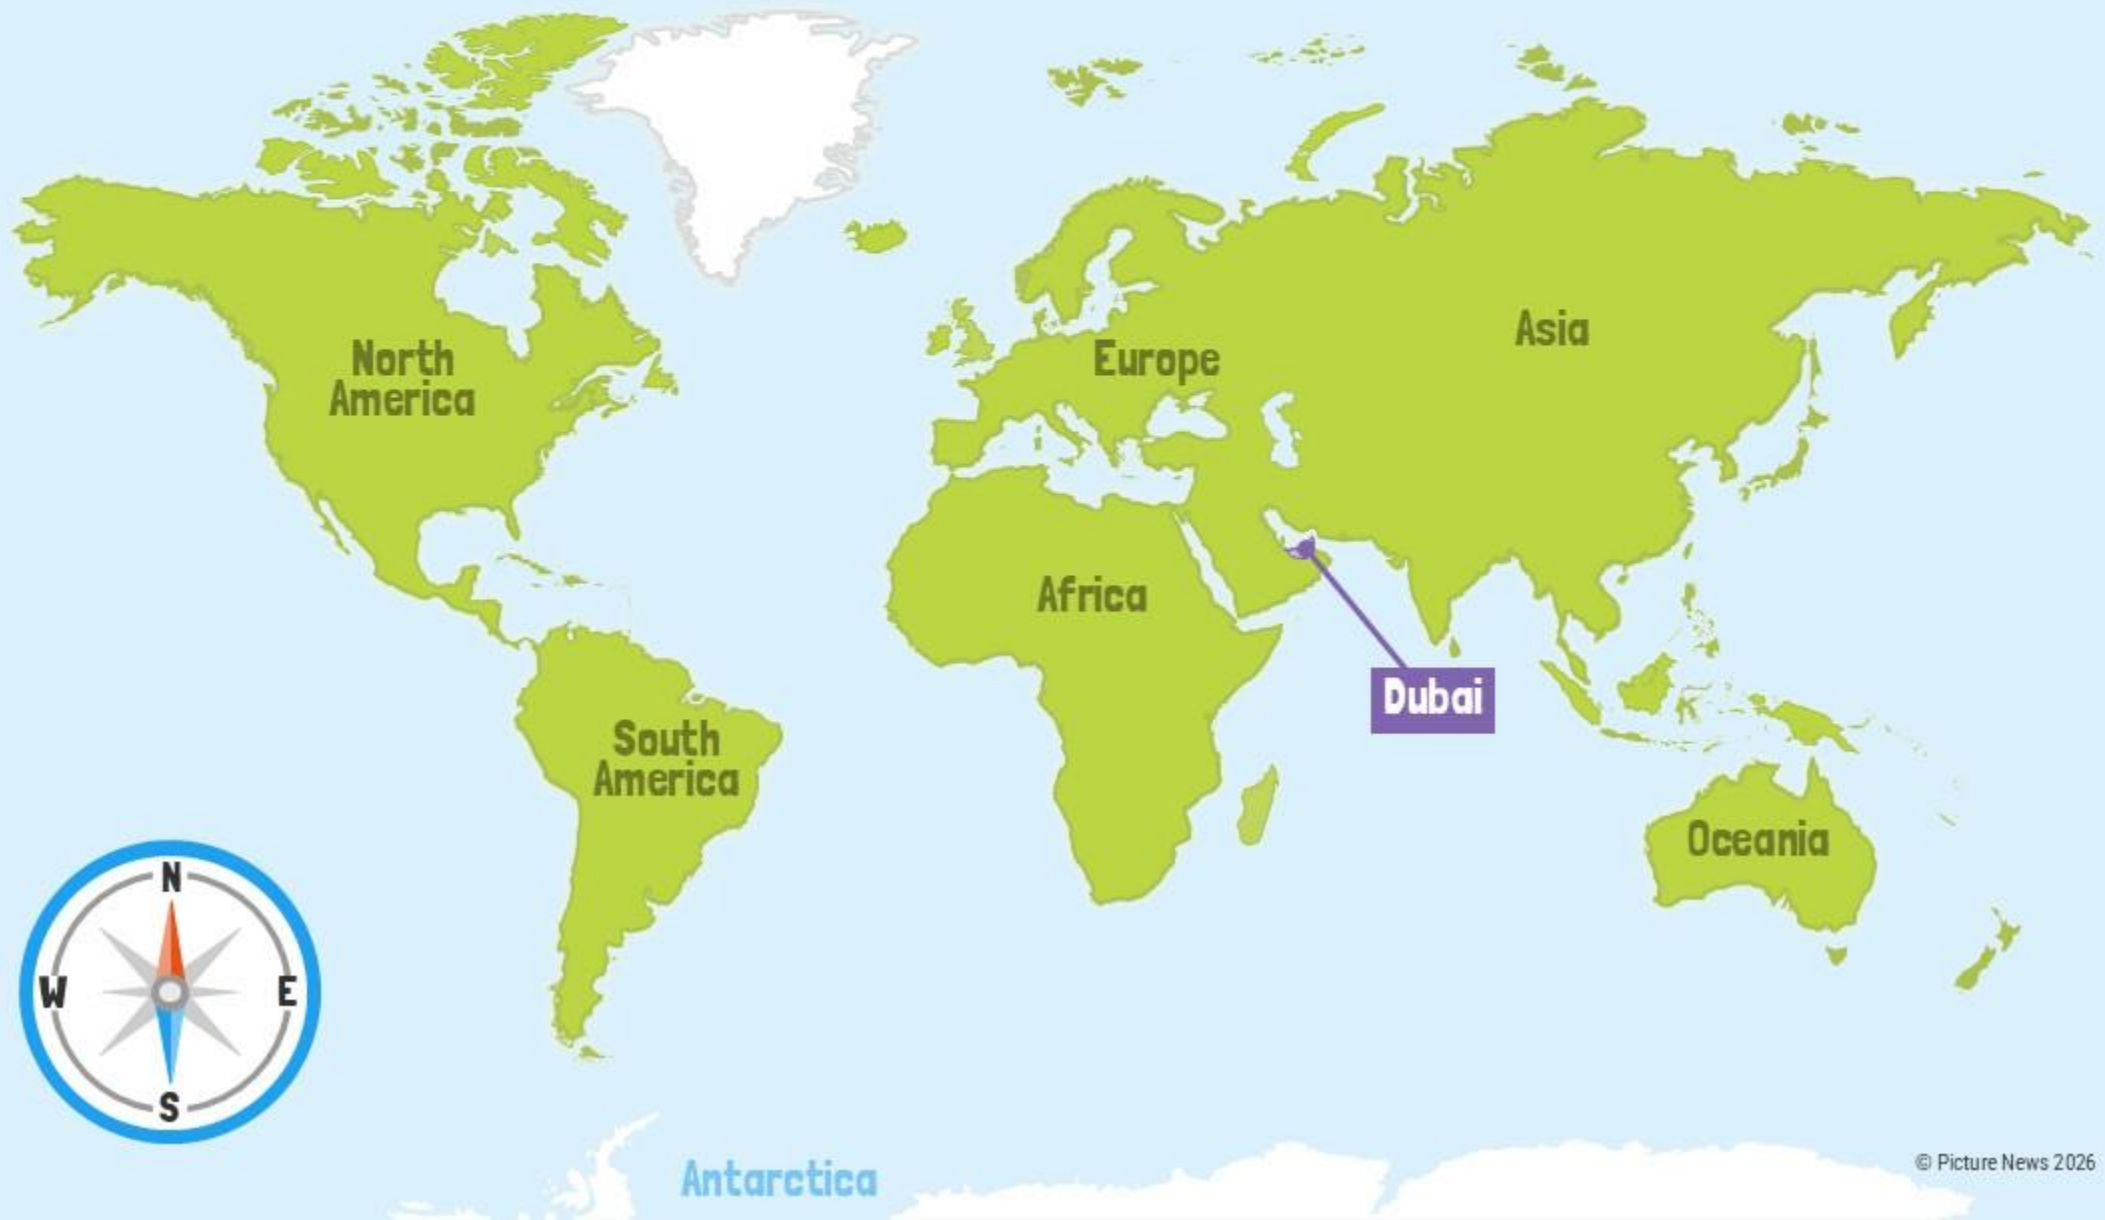 North
America
Europe
Asia
Africa
Dubai
South
America
Oceania
N
W
E
S
Antarctica
© Picture News 2026